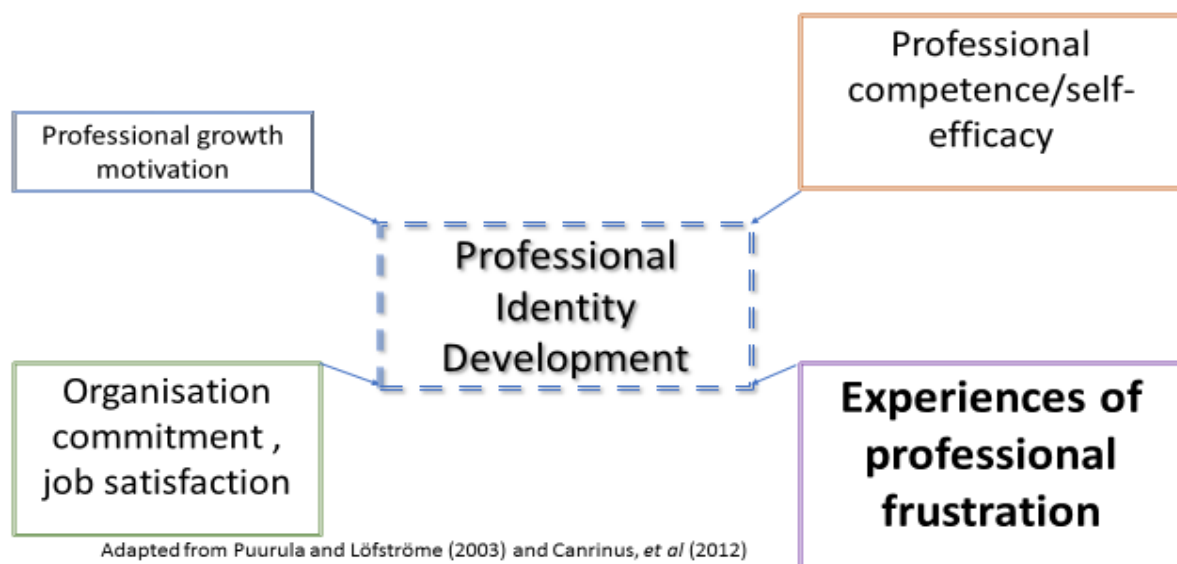 Professional
competence/self-
efficacy
Professional growth
motivation
Professional
Identity
Development
Organisation
commitment ,
job satisfaction
Experiences of
professional
frustration
Adapted from Puurula and Löfströme (2003) and Canrinus, et al (2012)